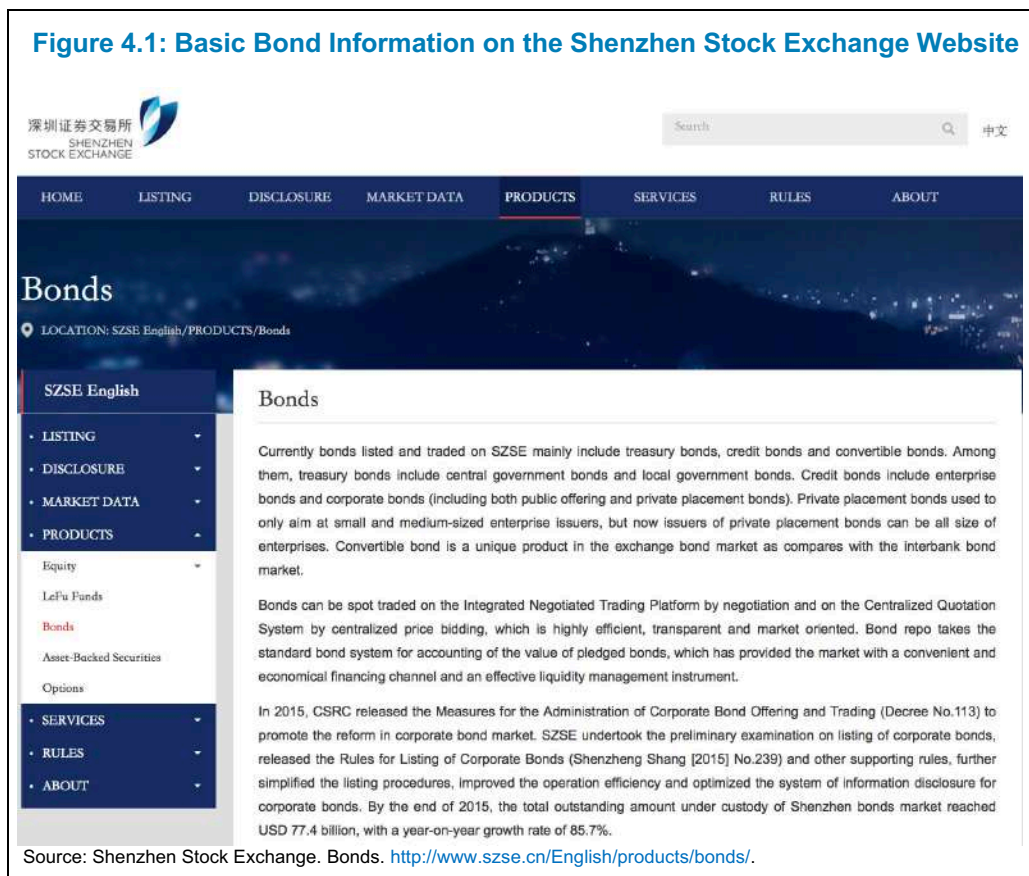 Figure 4.1: Basic Bond Information on the Shenzhen Stock Exchange Website
深圳证券交易所
SHENZHEN
STOCK EXCHANGE
Search
中文
HOME LISTING DISCLOSURE MARKET DATA PRODUCTS SERVICES RULES ABOUT
Bonds
LOCATION: SZSE English/PRODUCTS/Bonds
SZSE English
• LISTING
• DISCLOSURE
• MARKET DATA
• PRODUCTS
Equity
LeFu Funds
Bonds
Asset-Backed Securities
Options
• SERVICES
• RULES
• ABOUT
Bonds
Currently bonds listed and traded on SZSE mainly include treasury bonds, credit bonds and convertible bonds. Among
them, treasury bonds include central government bonds and local government bonds. Credit bonds include enterprise
bonds and corporate bonds (including both public offering and private placement bonds). Private placement bonds used to
only aim at small and medium-sized enterprise issuers, but now issuers of private placement bonds can be all size of
enterprises. Convertible bond is a unique product in the exchange bond market as compares with the interbank bond
market.
Bonds can be spot traded on the Integrated Negotiated Trading Platform by negotiation and on the Centralized Quotation
System by centralized price bidding, which is highly efficient, transparent and market oriented. Bond repo takes the
standard bond system for accounting of the value of pledged bonds, which has provided the market with a convenient and
economical financing channel and an effective liquidity management instrument.
In 2015, CSRC released the Measures for the Administration of Corporate Bond Offering and Trading (Decree No.113) to
promote the reform in corporate bond market. SZSE undertook the preliminary examination on listing of corporate bonds,
released the Rules for Listing of Corporate Bonds (Shenzheng Shang [2015] No.239) and other supporting rules, further
simplified the listing procedures, improved the operation efficiency and optimized the system of information disclosure for
corporate bonds. By the end of 2015, the total outstanding amount under custody of Shenzhen bonds market reached
USD 77.4 billion, with a year-on-year growth rate of 85.7%.
Source: Shenzhen Stock Exchange. Bonds. http://www.szse.cn/English/products/bonds/.